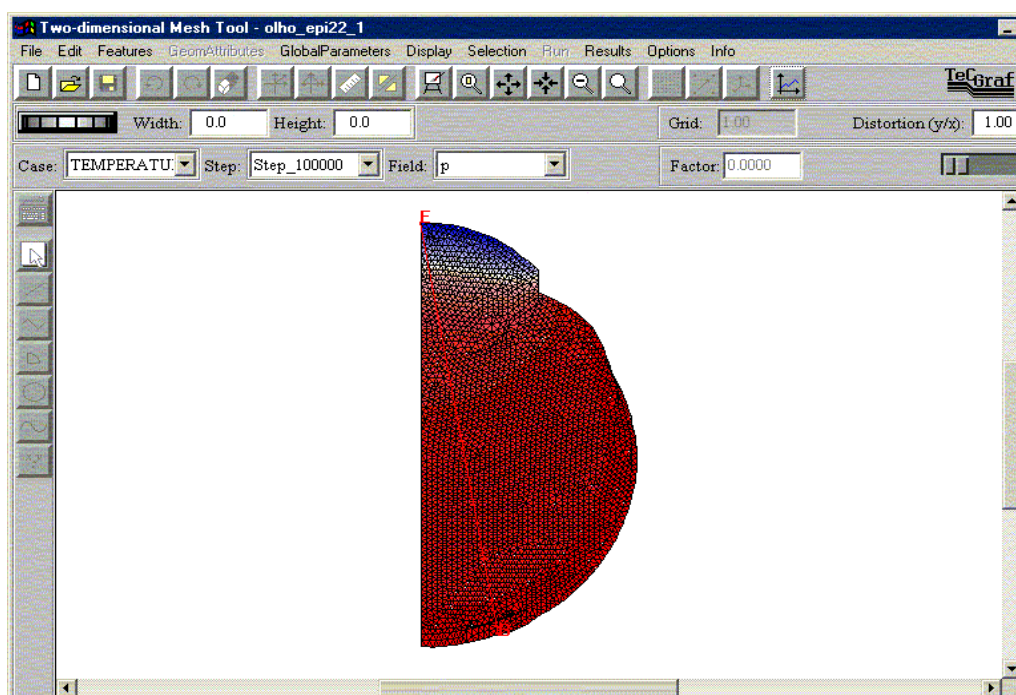 Two-dimensional Mesh Tool - olho_epi22_1
File Edit Features GeomAttributes GlobalParameters Display Selection Run Results Options Info
TeCGraf
Width: 0.0 Height: 0.0 Grid: 1.00 Distortion (y/x): 1.00
Case: TEMPERATU Step: Step_100000 Field: p Factor: 0.0000
E